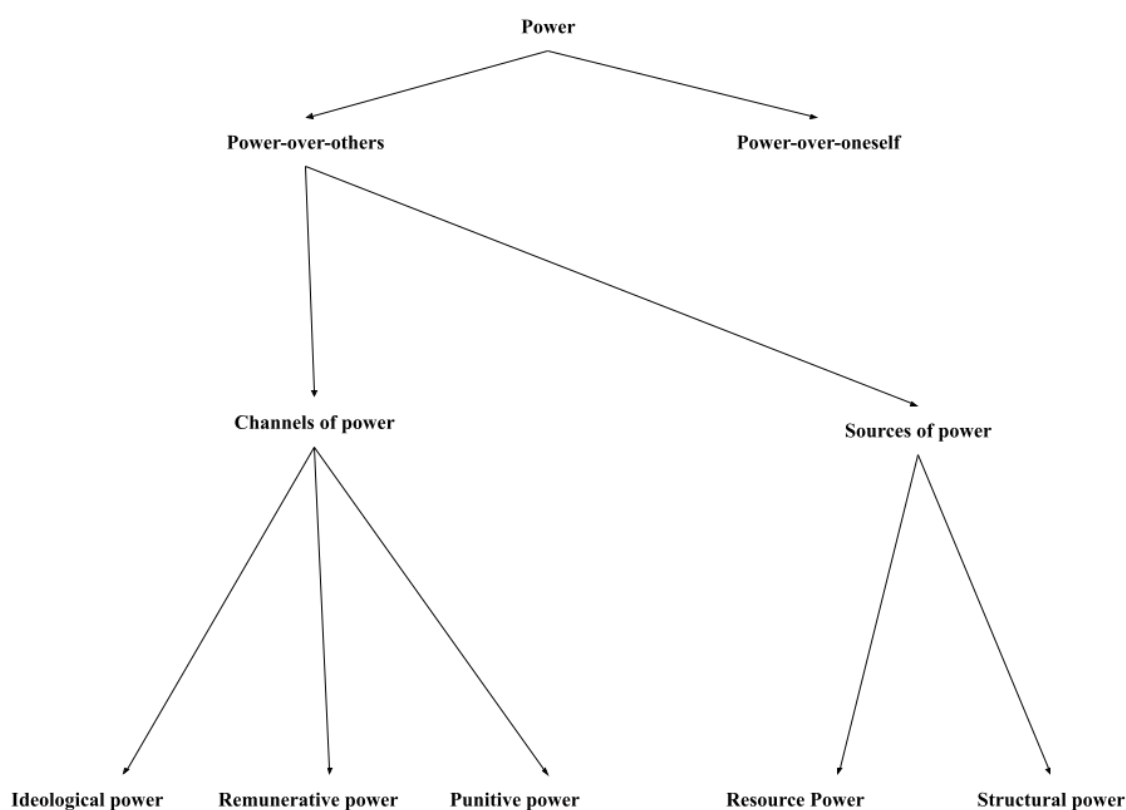 Power
Power-over-others
Power-over-oneself
Channels of power
Sources of power
Ideological power
Remunerative power
Punitive power
Resource Power
Structural power